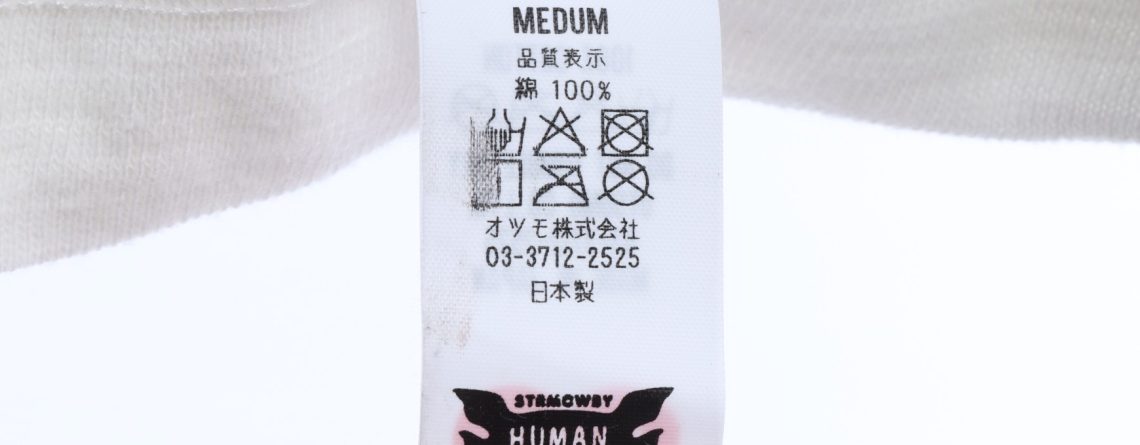 MEDUM
品質表示
綿 100%
オツモ株式会社
03-3712-2525
日本製
STRMCWBY
HUMAN